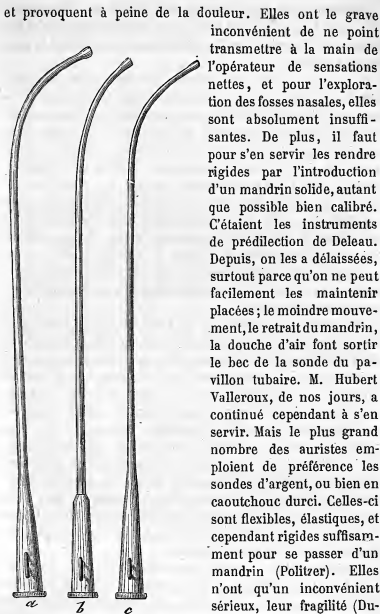 et provoquent à peine de la douleur. Elles ont le grave
inconvénient de ne point
transmettre à la main de
l'opérateur de sensations
nettes, et pour l'explora-
tion des fosses nasales, elles
sont absolument insuffi-
santes. De plus, il faut
pour s'en servir les rendre
rigides par l'introduction
d'un mandrin solide, autant
que possible bien calibré.
C'étaient les instruments
de prédilection de Deleau.
Depuis, on les a délaissées,
surtout parce qu'on ne peut
facilement les maintenir
placées ; le moindre mouve-
ment, le retrait du mandrin,
la douche d'air font sortir
le bec de la sonde du pa-
villon tubaire. M. Hubert
Valleroux, de nos jours, a
continué cependant à s'en
servir. Mais le plus grand
nombre des auristes em-
ploient de préférence les
sondes d'argent, ou bien en
caoutchouc durci. Celles-ci
sont flexibles, élastiques, et
cependant rigides suffisam-
ment pour se passer d'un
mandrin (Politzer). Elles
n'ont qu'un inconvénient
sérieux, leur fragilité (Du-
a b c